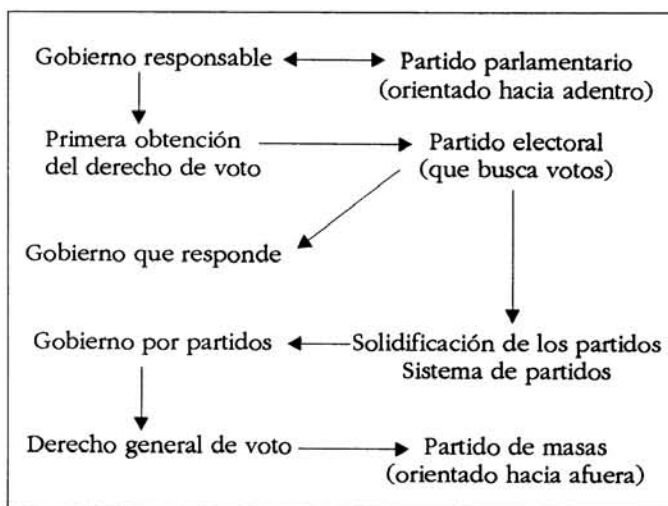 Gobierno responsable
Partido parlamentario
(orientado hacia adentro)
Primera obtención
del derecho de voto
Partido electoral
(que busca votos)
Gobierno que responde
Gobierno por partidos
Solidificación de los partidos
Sistema de partidos
Derecho general de voto
Partido de masas
(orientado hacia afuera)